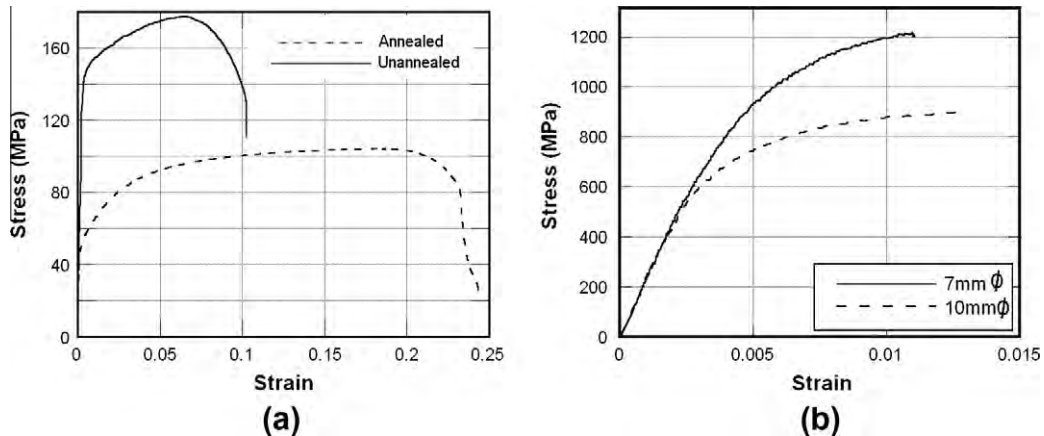 160
120
80
40
0
Stress (MPa)
Annealed
Unannealed
0 0.05 0.1 0.15 0.2 0.25
Strain
(a)
1200
1000
800
600
400
200
0
Stress (MPa)
7mm ϕ
10mmϕ
0 0.005 0.01 0.015
Strain
(b)